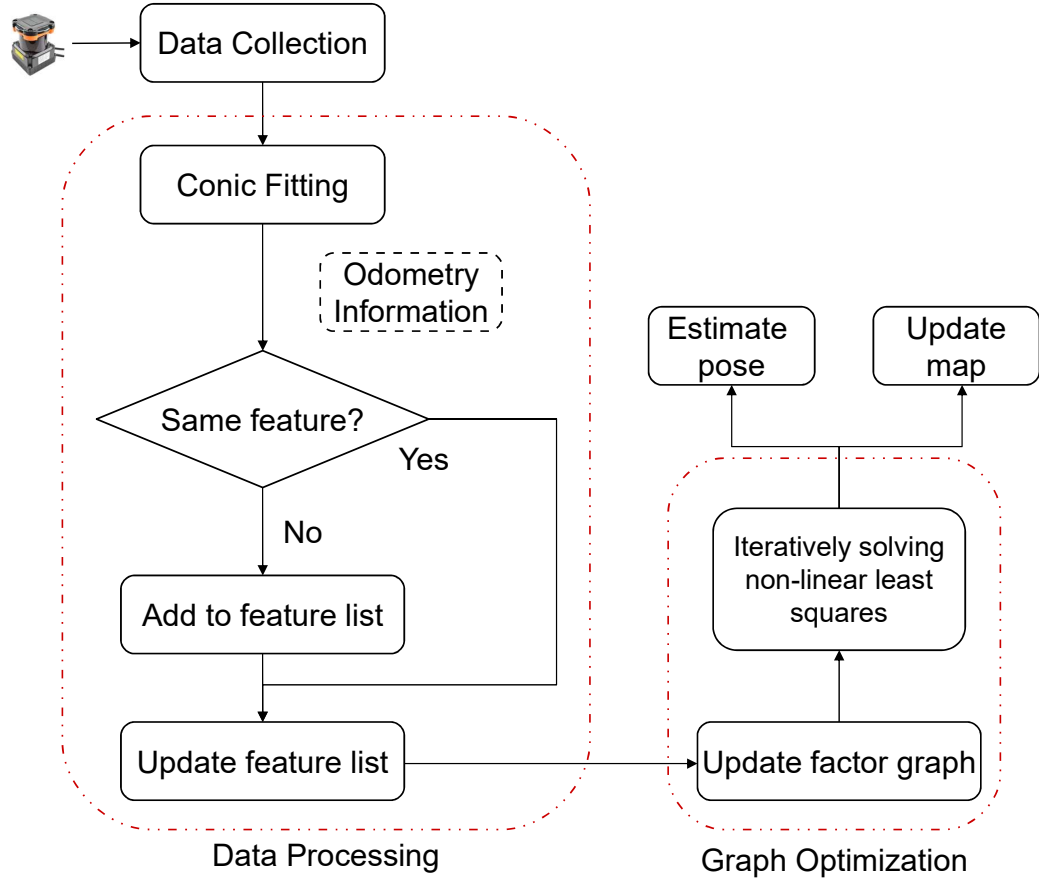 Data Collection
Conic Fitting
Odometry
Information
Same feature?
Yes
No
Add to feature list
Update feature list
Data Processing
Estimate
pose
Update
map
Iteratively solving
non-linear least
squares
Update factor graph
Graph Optimization